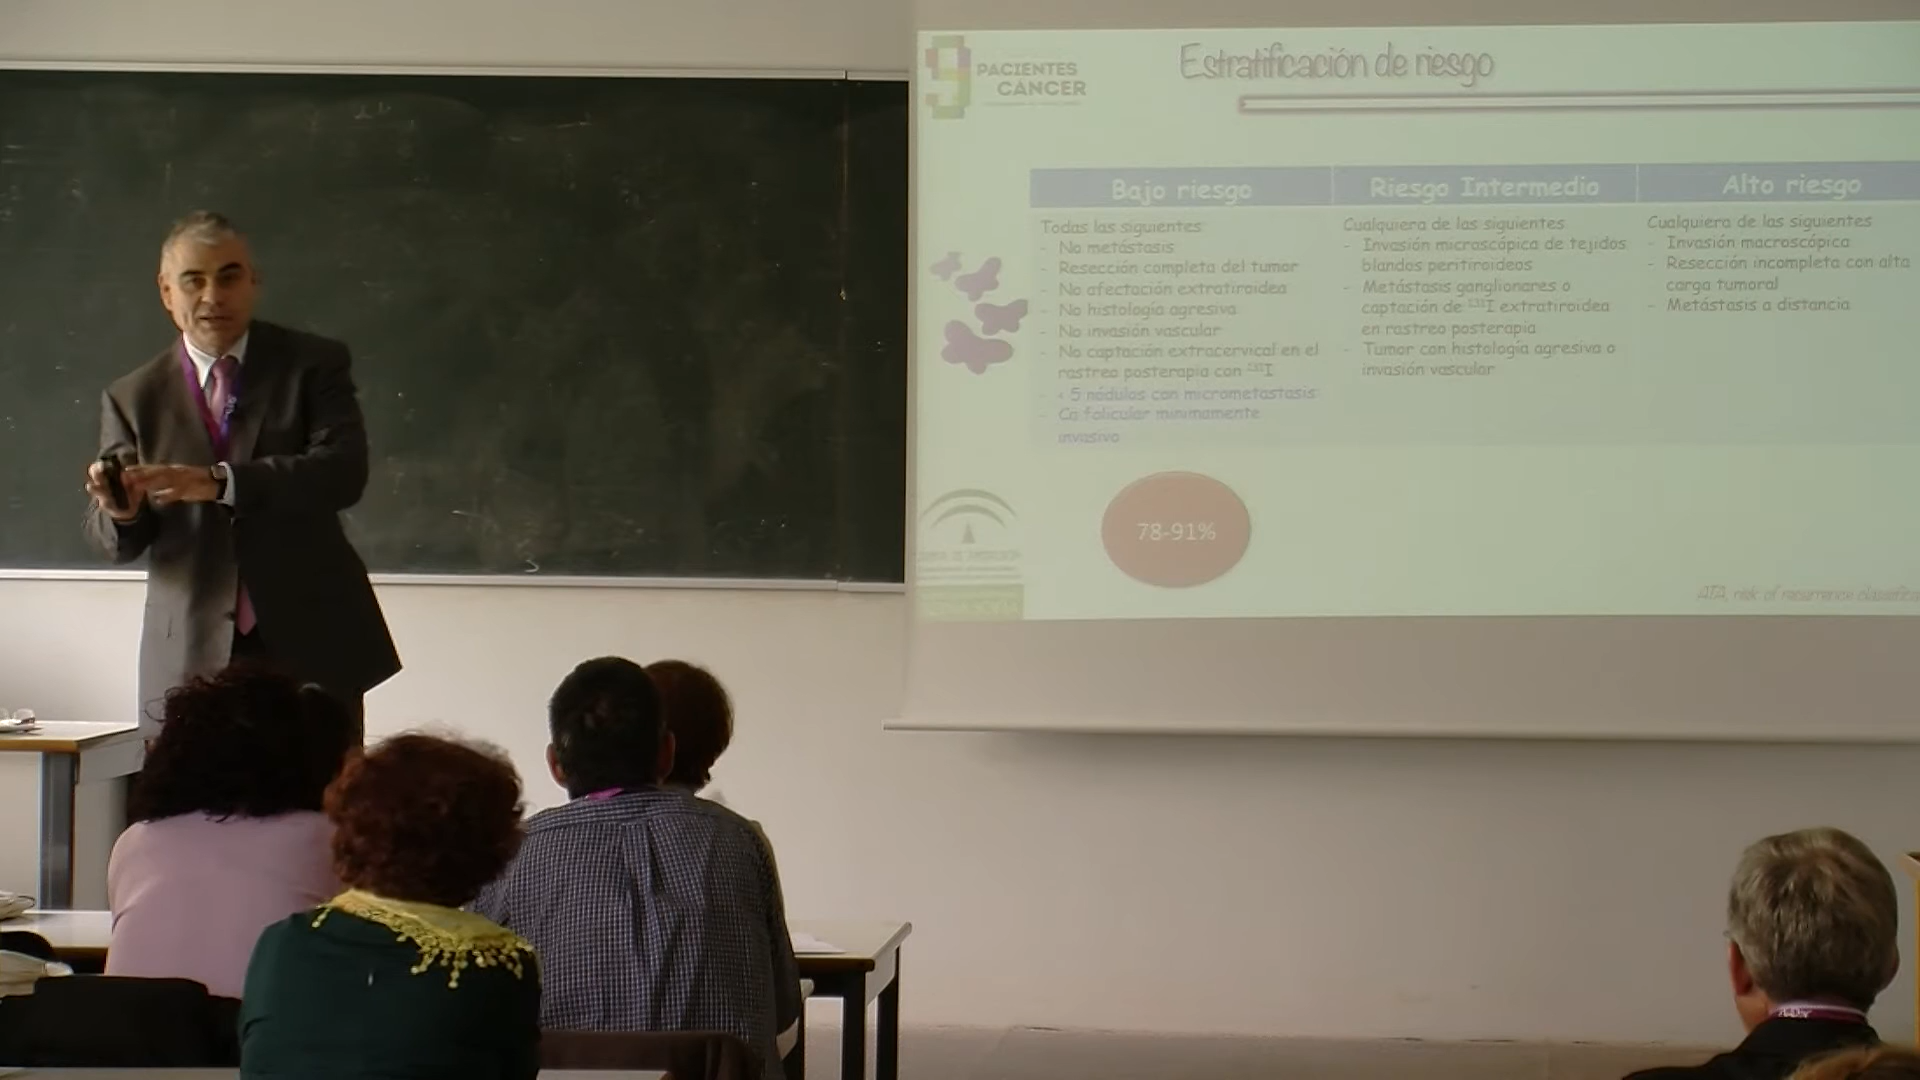 PACIENTES
CÁNCER
Estratificación de riesgo
Bajo riesgo
Todas las siguientes:
- No metástasis
- Resección completa del tumor
- No afectación extratiroidea
- No histología agresiva
- No invasión vascular
- No captación extracervical en el
rastreo posterapia con 131I
- < 5 nódulos con micrometastasis
- Ca folicular minimamente
invasivo
Riesgo Intermedio
Cualquiera de las siguientes
- Invasión microscópica de tejidos
blandos peritiroideos
- Metástasis ganglionares o
captación de 131I extratiroidea
en rastreo posterapia
- Tumor con histología agresiva o
invasión vascular
Alto riesgo
Cualquiera de las siguientes
- Invasión macroscópica
- Resección incompleta con alta
carga tumoral
- Metástasis a distancia
78-91%
ATA, risk of recurrence